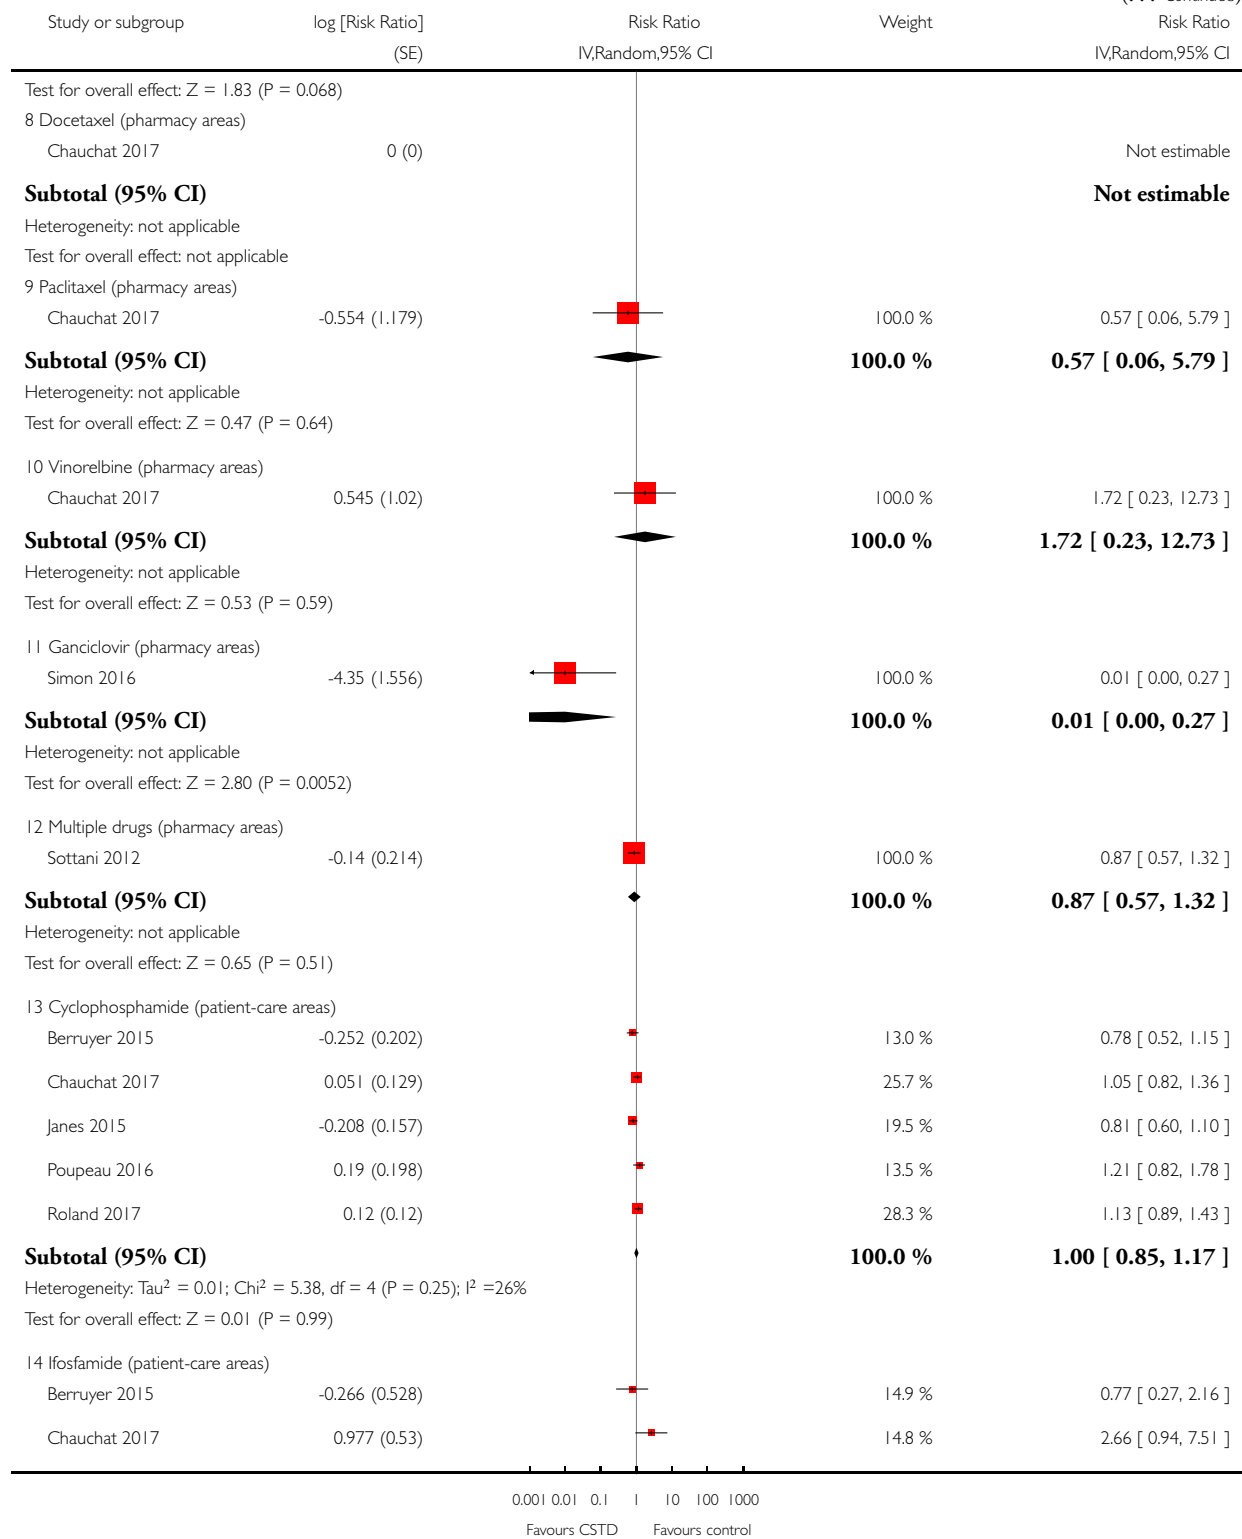 (. . . Continued)
Study or subgroup log [Risk Ratio] Risk Ratio Weight Risk Ratio
(SE) IV,Random,95% CI IV,Random,95% CI
Test for overall effect: Z = 1.83 (P = 0.068)
8 Docetaxel (pharmacy areas)
Chauchat 2017 0 (0) Not estimable
Subtotal (95% CI) Not estimable
Heterogeneity: not applicable
Test for overall effect: not applicable
9 Paclitaxel (pharmacy areas)
Chauchat 2017 -0.554 (1.179) 100.0 % 0.57 [ 0.06, 5.79 ]
Subtotal (95% CI) 100.0 % 0.57 [ 0.06, 5.79 ]
Heterogeneity: not applicable
Test for overall effect: Z = 0.47 (P = 0.64)
10 Vinorelbine (pharmacy areas)
Chauchat 2017 0.545 (1.02) 100.0 % 1.72 [ 0.23, 12.73 ]
Subtotal (95% CI) 100.0 % 1.72 [ 0.23, 12.73 ]
Heterogeneity: not applicable
Test for overall effect: Z = 0.53 (P = 0.59)
11 Ganciclovir (pharmacy areas)
Simon 2016 -4.35 (1.556) 100.0 % 0.01 [ 0.00, 0.27 ]
Subtotal (95% CI) 100.0 % 0.01 [ 0.00, 0.27 ]
Heterogeneity: not applicable
Test for overall effect: Z = 2.80 (P = 0.0052)
12 Multiple drugs (pharmacy areas)
Sottani 2012 -0.14 (0.214) 100.0 % 0.87 [ 0.57, 1.32 ]
Subtotal (95% CI) 100.0 % 0.87 [ 0.57, 1.32 ]
Heterogeneity: not applicable
Test for overall effect: Z = 0.65 (P = 0.51)
13 Cyclophosphamide (patient-care areas)
Berruyer 2015 -0.252 (0.202) 13.0 % 0.78 [ 0.52, 1.15 ]
Chauchat 2017 0.051 (0.129) 25.7 % 1.05 [ 0.82, 1.36 ]
Janes 2015 -0.208 (0.157) 19.5 % 0.81 [ 0.60, 1.10 ]
Poupeau 2016 0.19 (0.198) 13.5 % 1.21 [ 0.82, 1.78 ]
Roland 2017 0.12 (0.12) 28.3 % 1.13 [ 0.89, 1.43 ]
Subtotal (95% CI) 100.0 % 1.00 [ 0.85, 1.17 ]
Heterogeneity: Tau² = 0.01; Chi² = 5.38, df = 4 (P = 0.25); I² =26%
Test for overall effect: Z = 0.01 (P = 0.99)
14 Ifosfamide (patient-care areas)
Berruyer 2015 -0.266 (0.528) 14.9 % 0.77 [ 0.27, 2.16 ]
Chauchat 2017 0.977 (0.53) 14.8 % 2.66 [ 0.94, 7.51 ]
0.001 0.01 0.1 1 10 100 1000
Favours CSTD Favours control